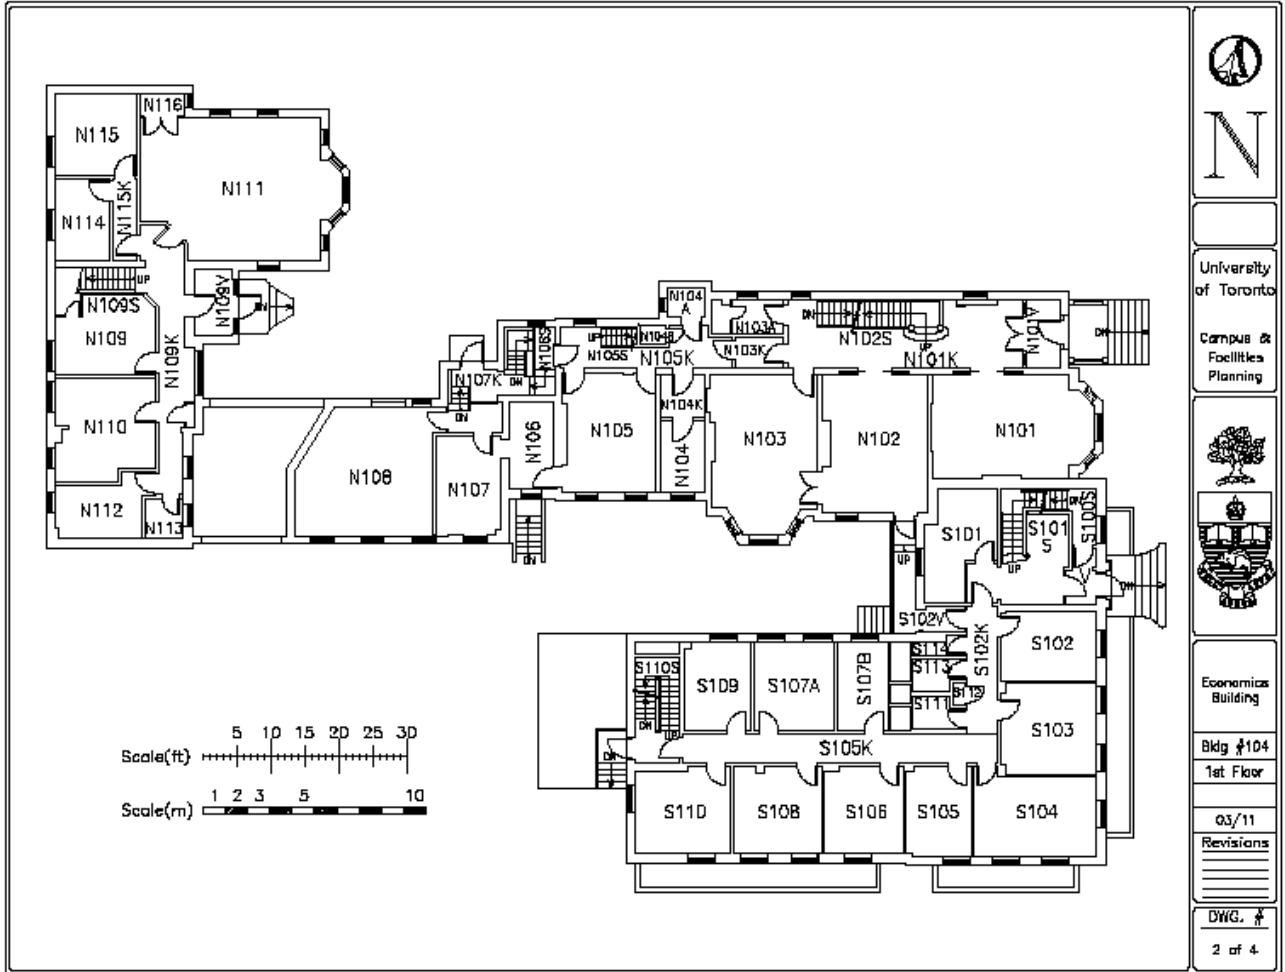 N116
N115
N111
N115K
N114
UP
N109S
N109V
DN
N109
N109K
N110
N112
N113
N108
N107K
DN
N107
N106S
DN
N106
DN
UP
N105S
N105K
N104
A
N103A
N103K
N104K
N104
N105
N103
DN
N102S
UP
N101K
N101V
DN
N102
N101
S101
UP
S101
S
UP
DN
S100S
DN
S102V
S102K
S102
S114
S113
S112
S111
S103
S110S
DN
UP
DN
S109
S107A
S107B
S105K
S110
S108
S106
S105
S104
5 10 15 20 25 30
Scale(ft)
1 2 3 5 10
Scale(m)
N
University
of Toronto
Campus &
Facilities
Planning
Economics
Building
Bldg #104
1st Floor
03/11
Revisions
DWG. #
2 of 4